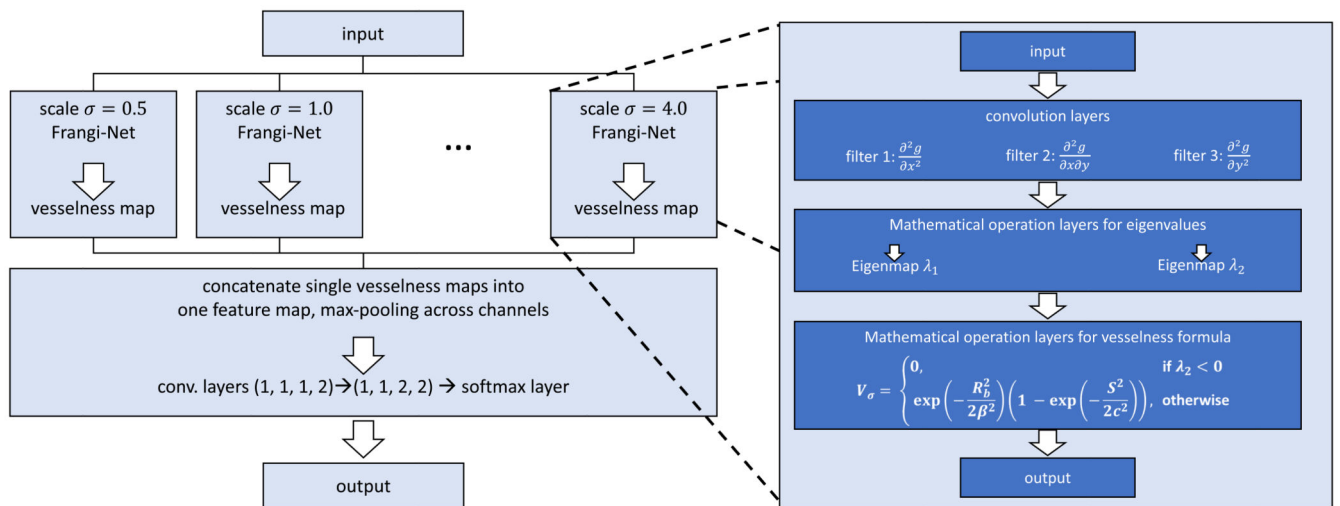 input
scale σ = 0.5
Frangi-Net
vesselness map
scale σ = 1.0
Frangi-Net
vesselness map
...
scale σ = 4.0
Frangi-Net
vesselness map
concatenate single vesselness maps into
one feature map, max-pooling across channels
conv. layers (1, 1, 1, 2)→(1, 1, 2, 2) → softmax layer
output
input
convolution layers
filter 1: ∂²g/∂x² filter 2: ∂²g/∂x∂y filter 3: ∂²g/∂y²
Mathematical operation layers for eigenvalues
Eigenmap λ₁ Eigenmap λ₂
Mathematical operation layers for vesselness formula
V_σ = { 0, if λ₂ < 0
exp(−R_b²/2β²)(1 − exp(−S²/2c²)), otherwise
output